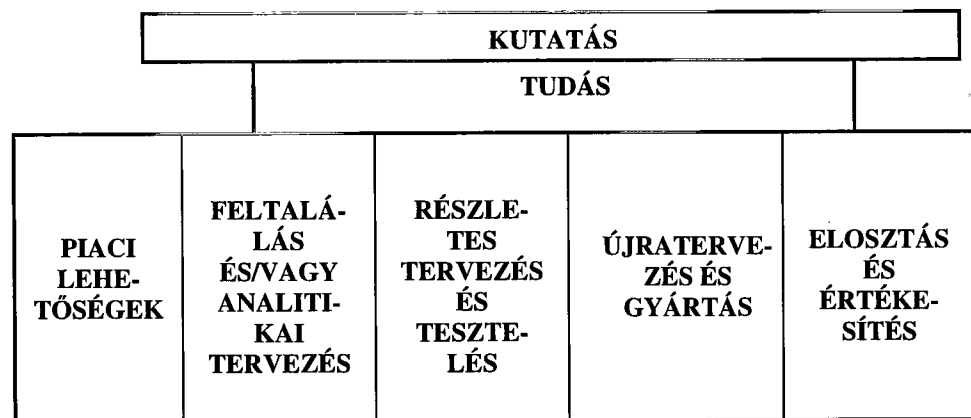 KUTATÁS
TUDÁS
PIACI
LEHE-
TŐSÉGEK
FELTALÁ-
LÁS
ÉS/VAGY
ANALITI-
KAI
TERVEZÉS
RÉSZLE-
TES
TERVEZÉS
ÉS
TESZTE-
LÉS
ÚJRATERVE-
ZÉS ÉS
GYÁRTÁS
ELOSZTÁS
ÉS
ÉRTÉKE-
SÍTÉS